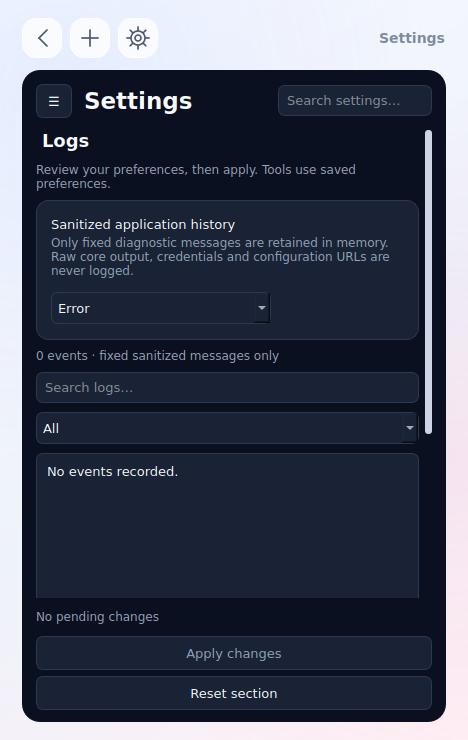 Settings
☰ Settings Search settings...
Logs
Review your preferences, then apply. Tools use saved
preferences.
Sanitized application history
Only fixed diagnostic messages are retained in memory.
Raw core output, credentials and configuration URLs are
never logged.
Error
0 events · fixed sanitized messages only
Search logs...
All
No events recorded.
No pending changes
Apply changes
Reset section